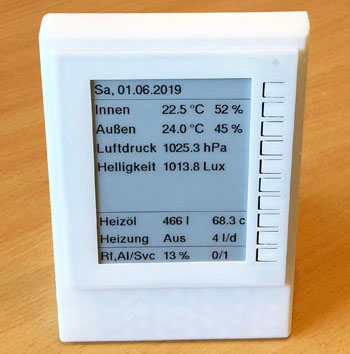 Sa, 01.06.2019
Innen 22.5 °C 52 %
Außen 24.0 °C 45 %
Luftdruck 1025.3 hPa
Helligkeit 1013.8 Lux
Heizöl 466 l 68.3 c
Heizung Aus 4 l/d
Rf,Al/Svc 13 % 0/1